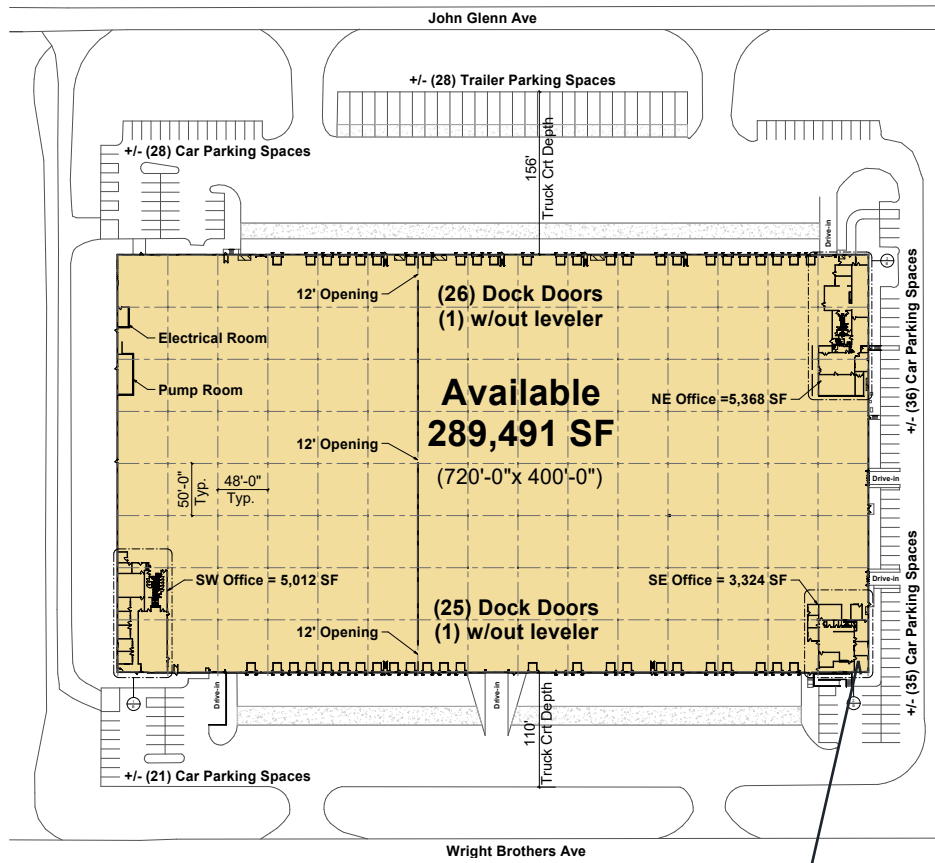 John Glenn Ave
+/- (28) Trailer Parking Spaces
+/- (28) Car Parking Spaces
156'
Truck Crt Depth
Drive-in
12' Opening
(26) Dock Doors
(1) w/out leveler
+/- (36) Car Parking Spaces
Electrical Room
Pump Room
Available
289,491 SF
(720'-0"x 400'-0")
NE Office =5,368 SF
12' Opening
50'-0"
Typ.
48'-0"
Typ.
Drive-in
SW Office = 5,012 SF
SE Office = 3,324 SF
Drive-in
(25) Dock Doors
(1) w/out leveler
12' Opening
+/- (35) Car Parking Spaces
Drive-in
Drive-in
110'
Truck Crt Depth
+/- (21) Car Parking Spaces
Wright Brothers Ave